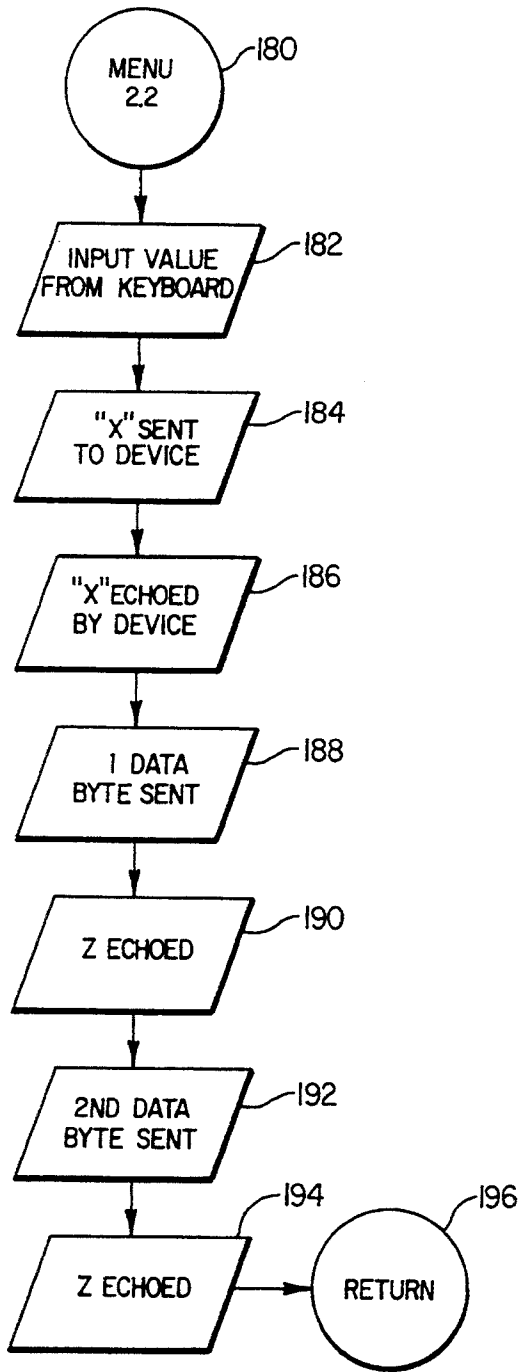 MENU
2.2
180
INPUT VALUE
FROM KEYBOARD
182
"X" SENT
TO DEVICE
184
"X" ECHOED
BY DEVICE
186
1 DATA
BYTE SENT
188
Z ECHOED
190
2ND DATA
BYTE SENT
192
Z ECHOED
194
RETURN
196